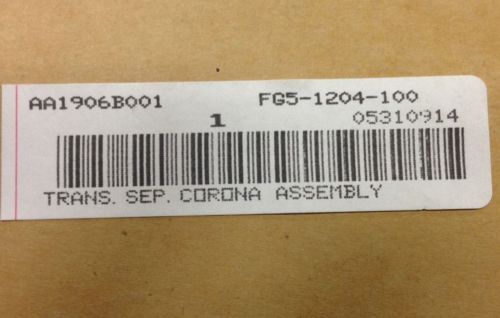 AA1906B001 FG5-1204-100
1 05310914
TRANS. SEP. CORONA ASSEMBLY